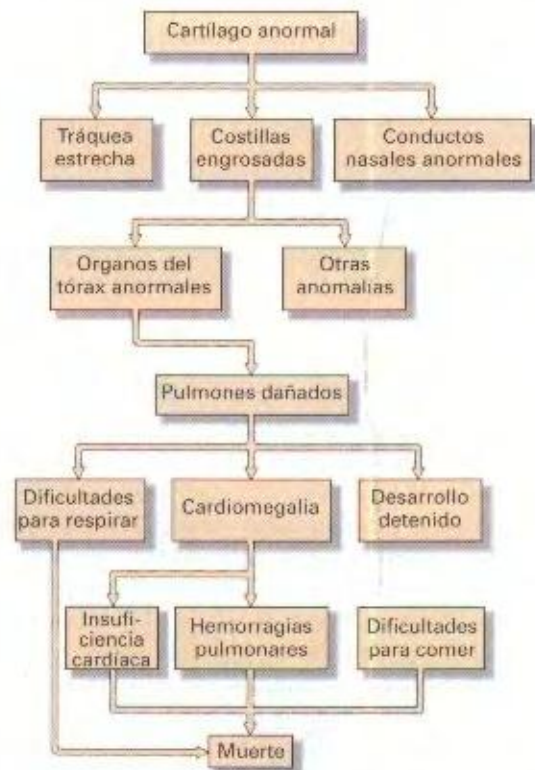 Cartílago anormal
Tráquea
estrecha
Costillas
engrosadas
Conductos
nasales anormales
Organos del
tórax anormales
Otras
anomalias
Pulmones dañados
Dificultades
para respirar
Cardiomegalia
Desarrollo
detenido
Insufi-
ciencia
cardiaca
Hemorragias
pulmonares
Dificultades
para comer
Muerte